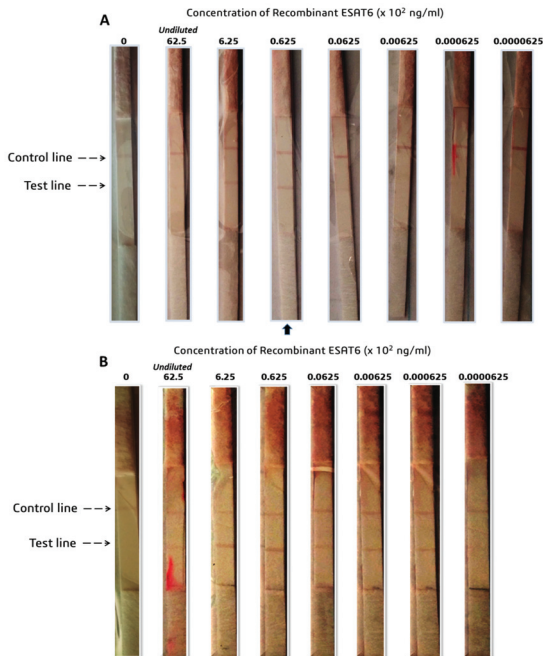 Concentration of Recombinant ESAT6 (x 10² ng/ml)
A
Undiluted
0 62.5 6.25 0.625 0.0625 0.00625 0.000625 0.0000625
Control line
Test line
Concentration of Recombinant ESAT6 (x 10² ng/ml)
B
Undiluted
0 62.5 6.25 0.625 0.0625 0.00625 0.000625 0.0000625
Control line
Test line